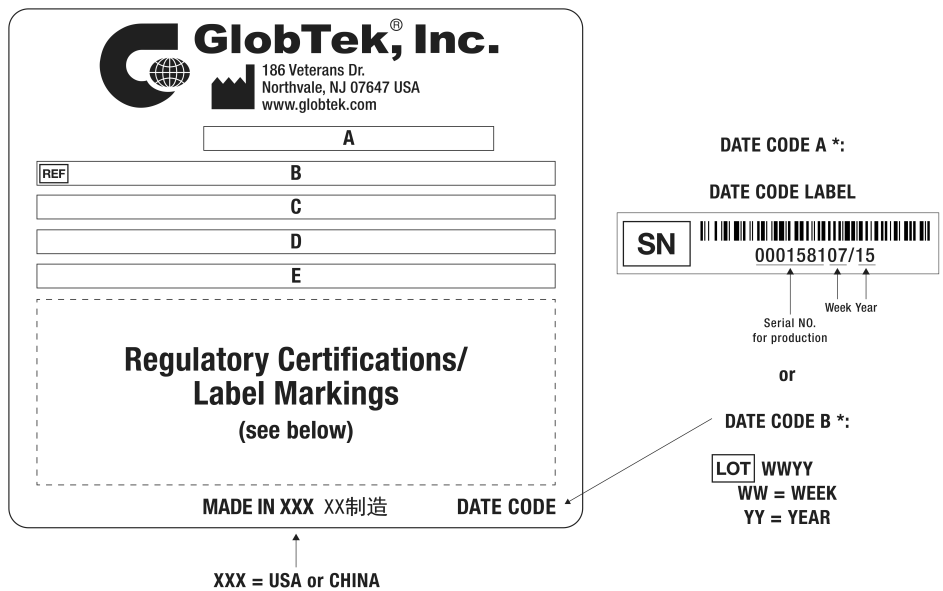 GlobTek,® Inc.
186 Veterans Dr.
Northvale, NJ 07647 USA
www.globtek.com
A
REF B
C
D
E
Regulatory Certifications/
Label Markings
(see below)
MADE IN XXX XX制造 DATE CODE
XXX = USA or CHINA
DATE CODE A *:
DATE CODE LABEL
SN
000158107/15
Week Year
Serial NO.
for production
or
DATE CODE B *:
LOT WWYY
WW = WEEK
YY = YEAR